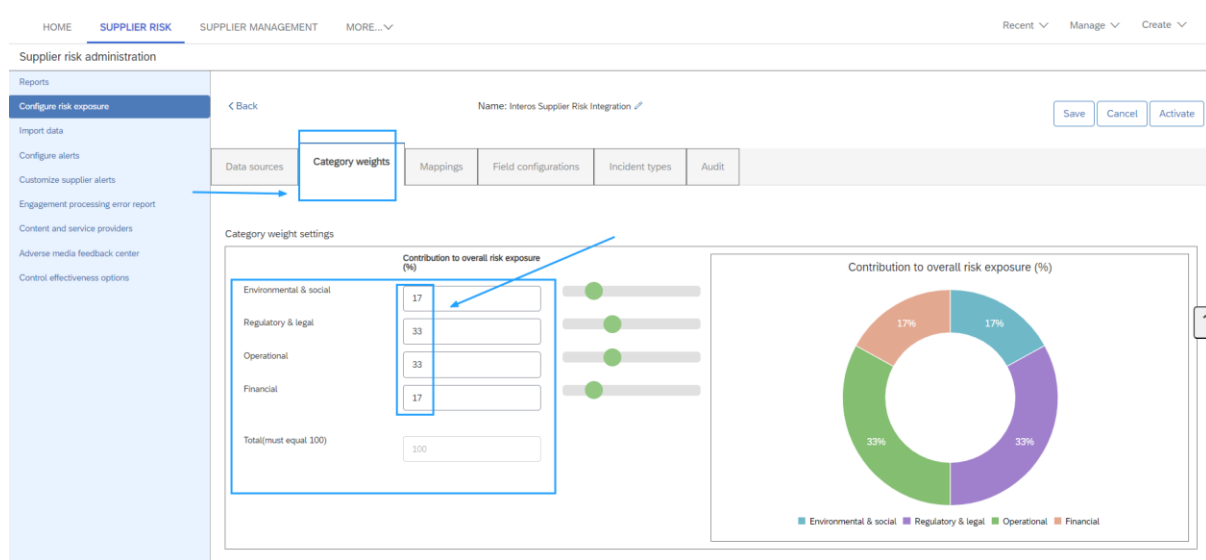 HOME SUPPLIER RISK SUPPLIER MANAGEMENT MORE... Recent Manage Create
Supplier risk administration
Reports
Configure risk exposure
Import data
Configure alerts
Customize supplier alerts
Engagement processing error report
Content and service providers
Adverse media feedback center
Control effectiveness options
Back Name: Interos Supplier Risk Integration
Save Cancel Activate
Data sources Category weights Mappings Field configurations Incident types Audit
Category weight settings
Contribution to overall risk exposure
(%)
Environmental & social 17
Regulatory & legal 33
Operational 33
Financial 17
Total(must equal 100) 100
Contribution to overall risk exposure (%)
17% 17%
33% 33%
Environmental & social Regulatory & legal Operational Financial